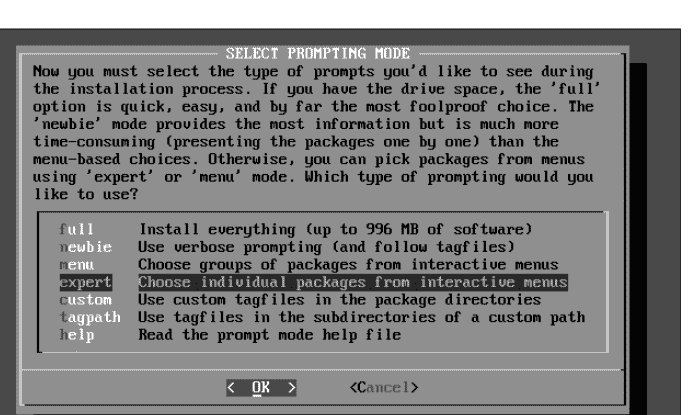 SELECT PROMPTING MODE
Now you must select the type of prompts you'd like to see during
the installation process. If you have the drive space, the 'full'
option is quick, easy, and by far the most foolproof choice. The
'newbie' mode provides the most information but is much more
time-consuming (presenting the packages one by one) than the
menu-based choices. Otherwise, you can pick packages from menus
using 'expert' or 'menu' mode. Which type of prompting would you
like to use?
full Install everything (up to 996 MB of software)
newbie Use verbose prompting (and follow tagfiles)
menu Choose groups of packages from interactive menus
expert Choose individual packages from interactive menus
custom Use custom tagfiles in the package directories
tagpath Use tagfiles in the subdirectories of a custom path
help Read the prompt mode help file
< OK > <Cancel>